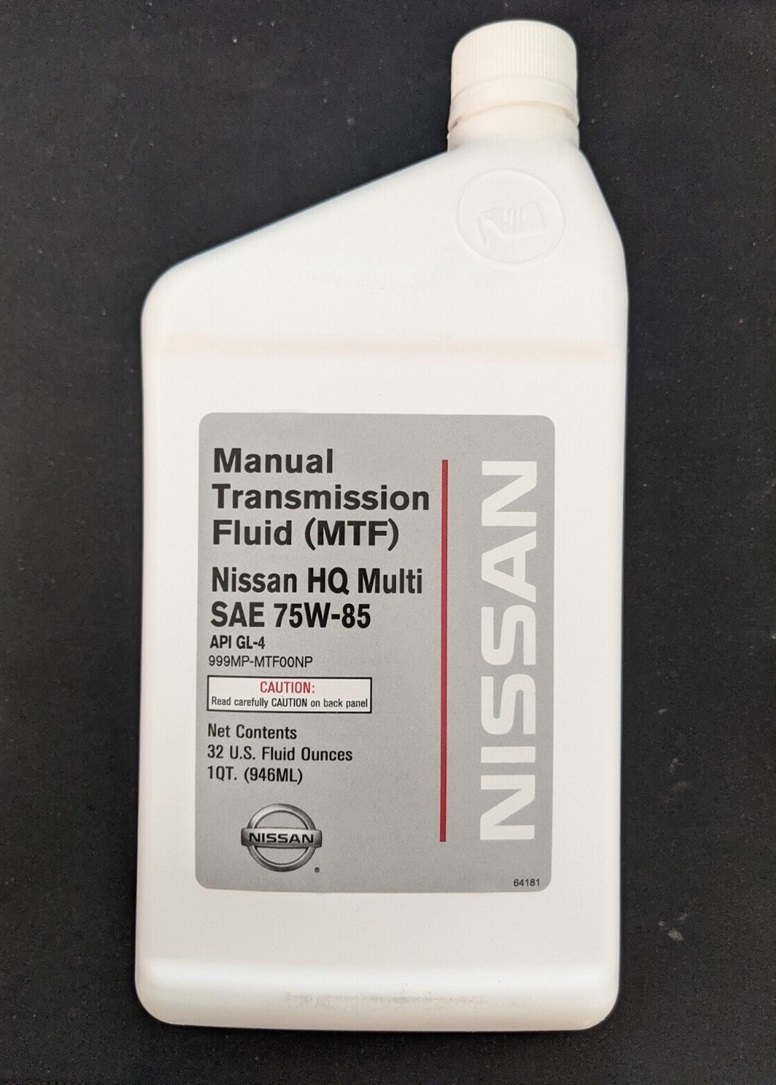 Manual
Transmission
Fluid (MTF)
Nissan HQ Multi
SAE 75W-85
API GL-4
999MP-MTF00NP
CAUTION:
Read carefully CAUTION on back panel
Net Contents
32 U.S. Fluid Ounces
1QT. (946ML)
NISSAN
®
NISSAN
64181